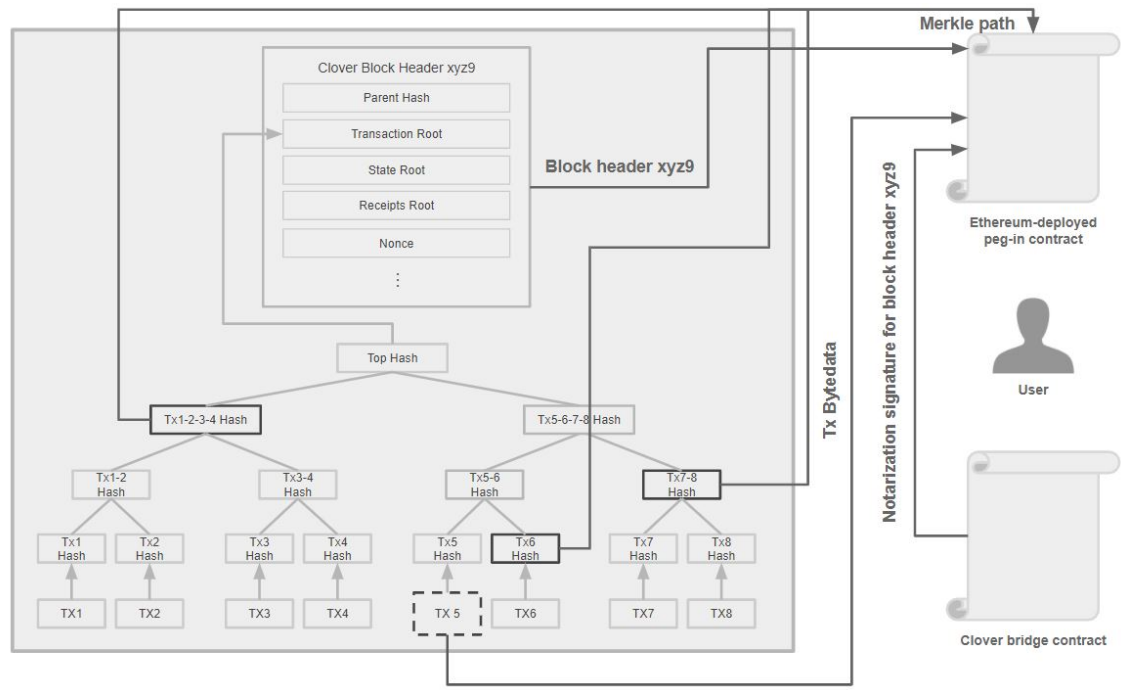 Merkle path
Clover Block Header xyz9
Parent Hash
Transaction Root
State Root
Receipts Root
Nonce
⋮
Block header xyz9
Ethereum-deployed
peg-in contract
Notarization signature for block header xyz9
Tx Bytedata
User
Top Hash
Tx1-2-3-4 Hash
Tx5-6-7-8 Hash
Tx1-2
Hash
Tx3-4
Hash
Tx5-6
Hash
Tx7-8
Hash
Tx1
Hash
Tx2
Hash
Tx3
Hash
Tx4
Hash
Tx5
Hash
Tx6
Hash
Tx7
Hash
Tx8
Hash
TX1
TX2
TX3
TX4
TX 5
TX6
TX7
TX8
Clover bridge contract